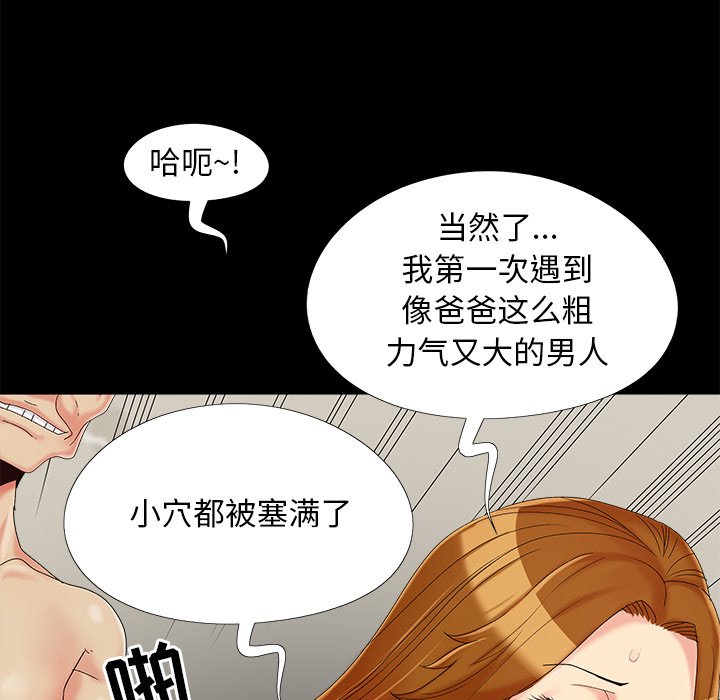 哈呃~!
当然了...
我第一次遇到
像爸爸这么粗
力气又大的男人
小穴都被塞满了
啪